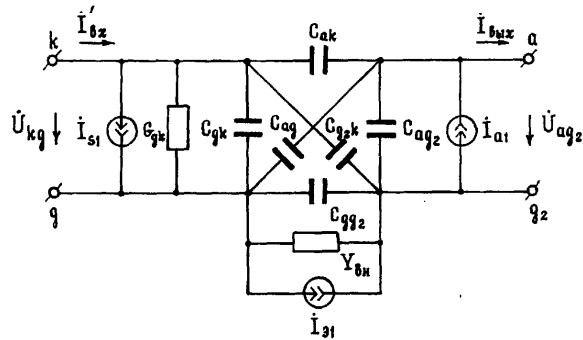 k
İ′вх
Cak
İвых
a
U̇kg
İs1
Ggk
Cgk
Cag
Cg2k
Cag2
İa1
U̇ag2
g
Cgg2
g2
Yвн
İэ1